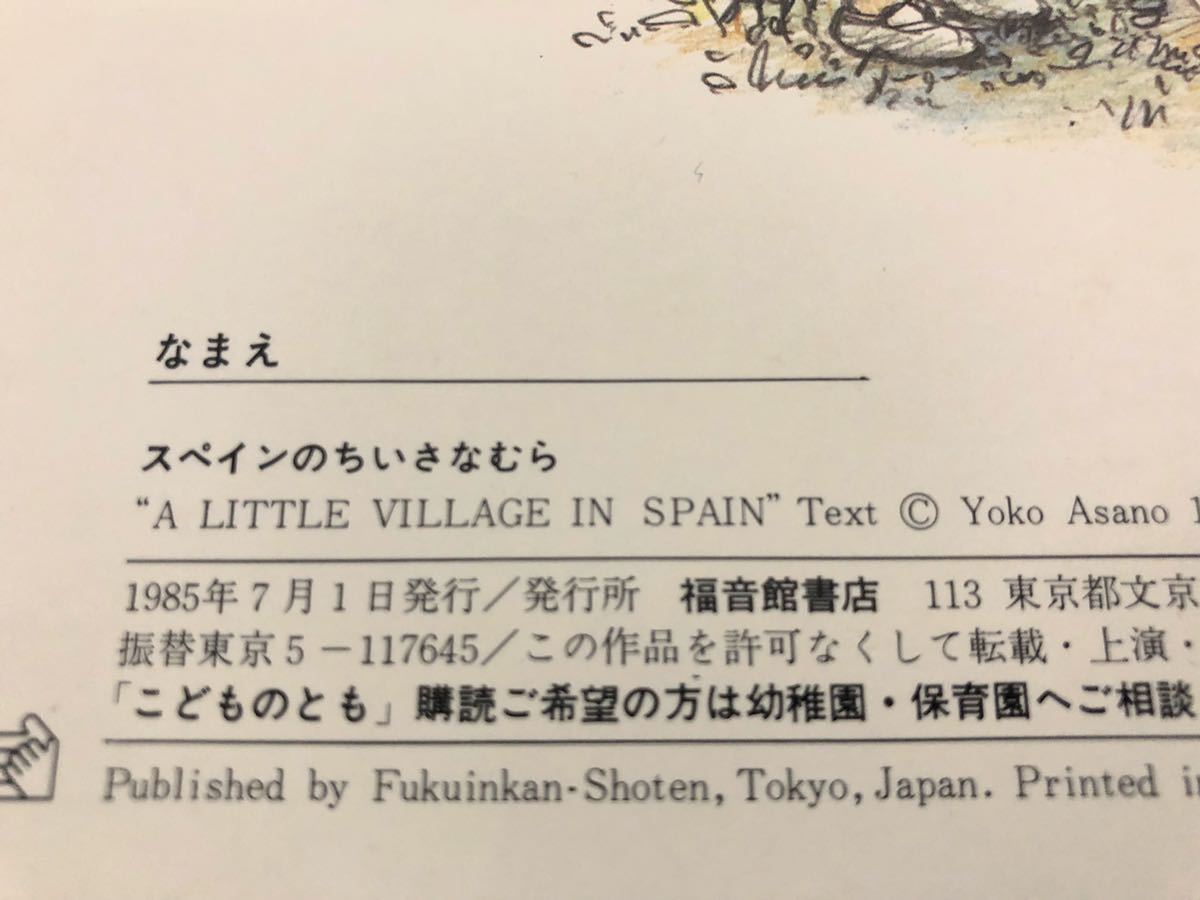 なまえ
スペインのちいさなむら
“A LITTLE VILLAGE IN SPAIN” Text © Yoko Asano
1985年7月1日発行／発行所 福音館書店 113 東京都文京
振替東京5－117645／この作品を許可なくして転載・上演・
「こどものとも」購読ご希望の方は幼稚園・保育園へご相談
Published by Fukuinkan-Shoten, Tokyo, Japan. Printed in